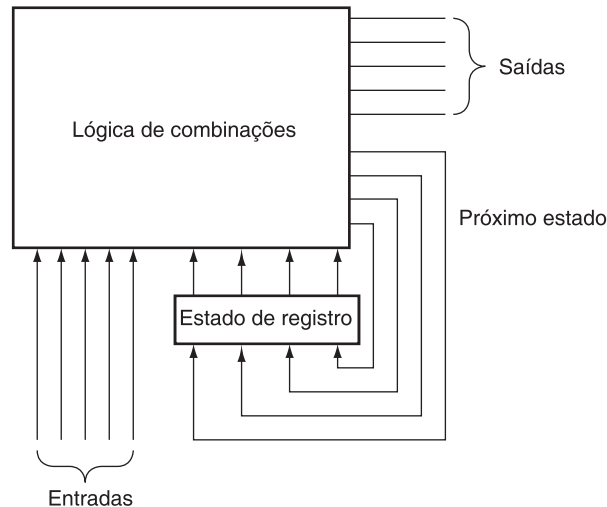 Saídas
Lógica de combinações
Próximo estado
Estado de registro
Entradas